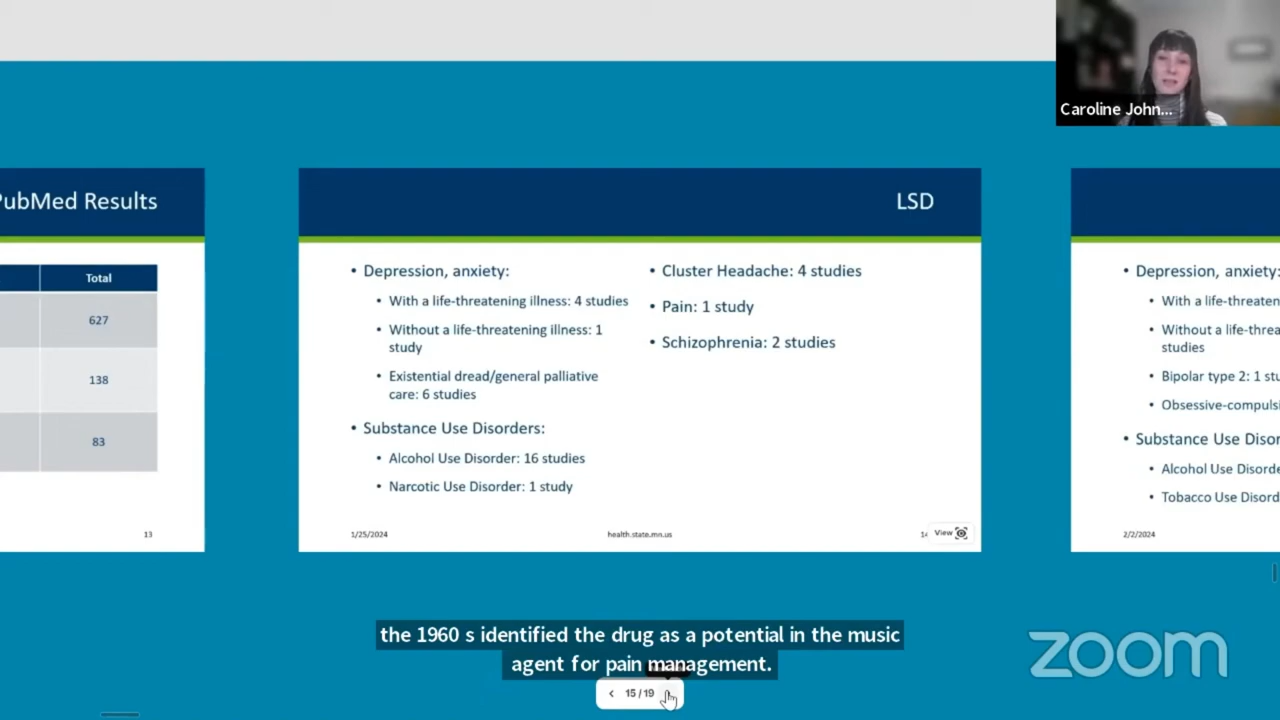 Caroline John...
PubMed Results
Total
627
138
83
13
LSD
• Depression, anxiety:
• With a life-threatening illness: 4 studies
• Without a life-threatening illness: 1
study
• Existential dread/general palliative
care: 6 studies
• Substance Use Disorders:
• Alcohol Use Disorder: 16 studies
• Narcotic Use Disorder: 1 study
• Cluster Headache: 4 studies
• Pain: 1 study
• Schizophrenia: 2 studies
1/25/2024
health.state.mn.us
14
View
• Depression, anxiety:
• With a life-threaten
• Without a life-threa
studies
• Bipolar type 2: 1 stu
• Obsessive-compulsi
• Substance Use Disor
• Alcohol Use Disorde
• Tobacco Use Disord
2/2/2024
the 1960 s identified the drug as a potential in the music
agent for pain management.
15 / 19
zoom